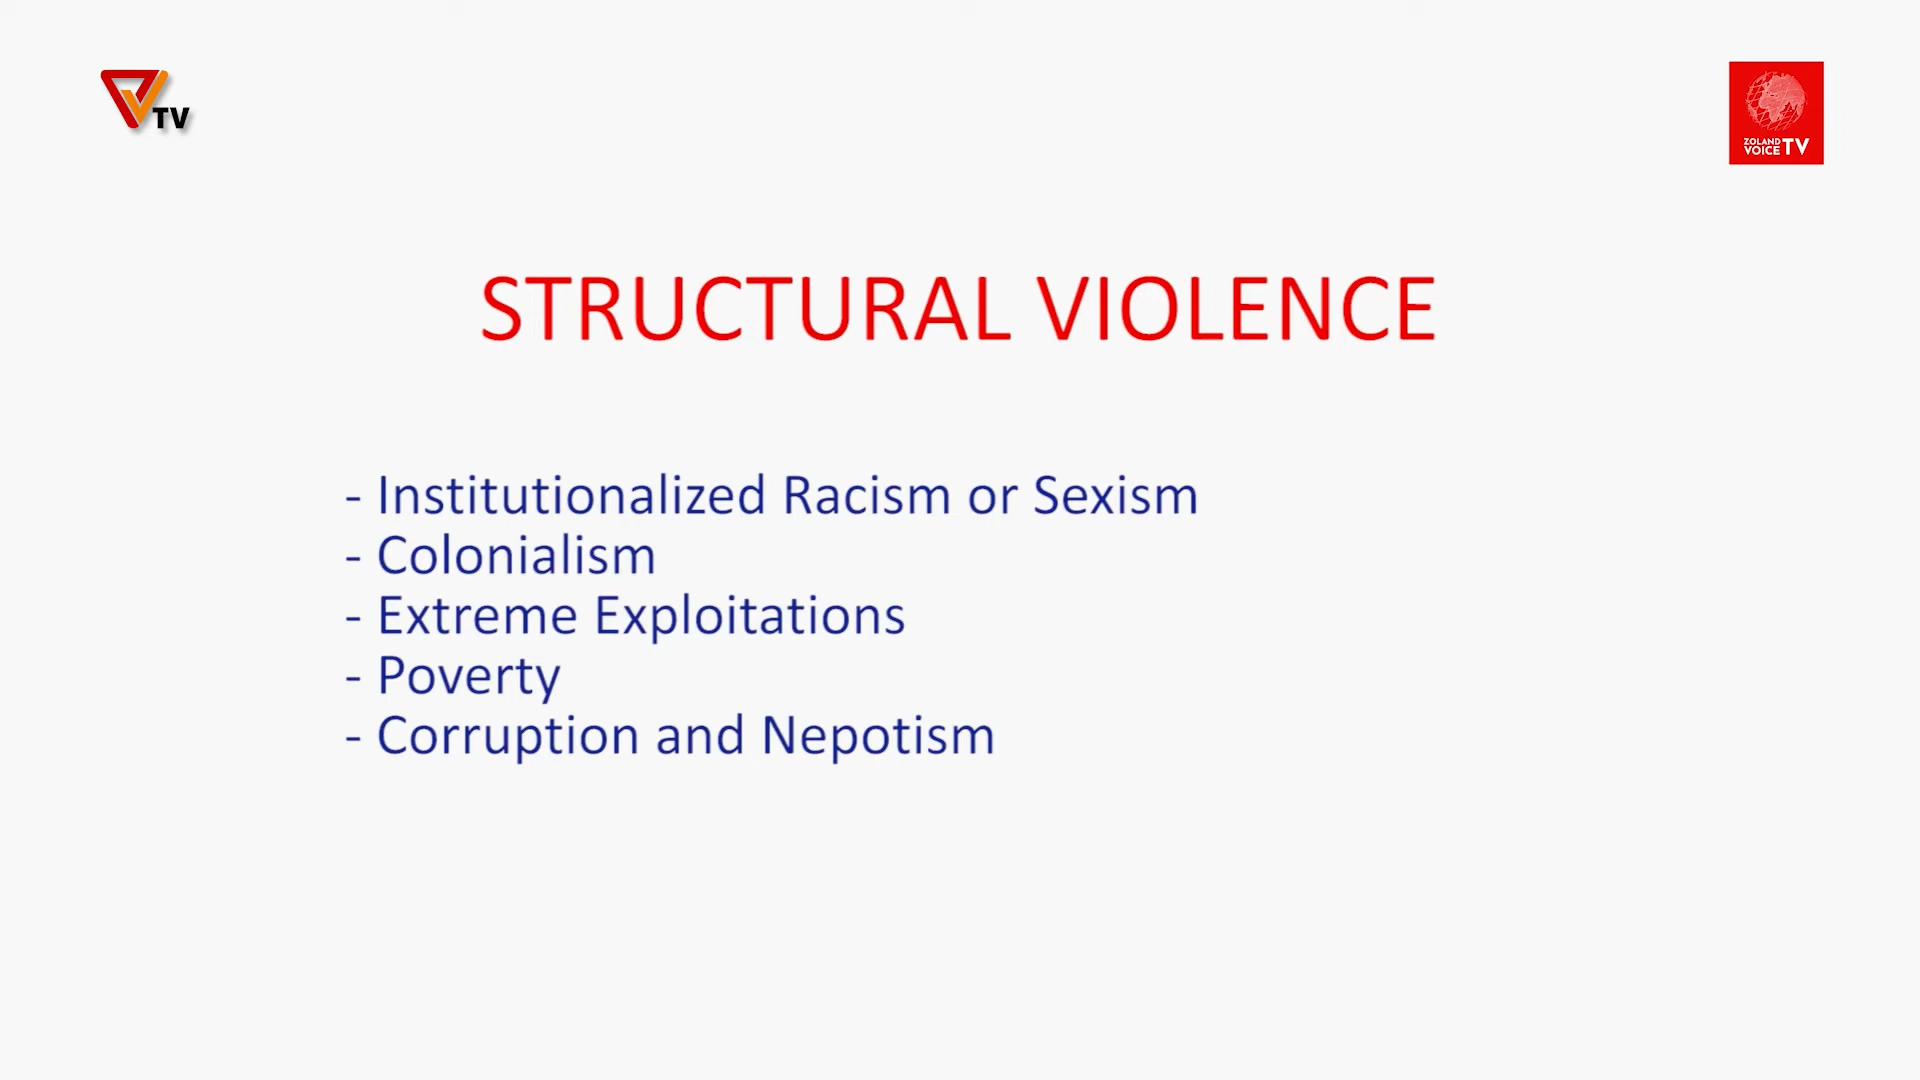 TV
ZOLAND
VOICE TV
STRUCTURAL VIOLENCE
- Institutionalized Racism or Sexism
- Colonialism
- Extreme Exploitations
- Poverty
- Corruption and Nepotism